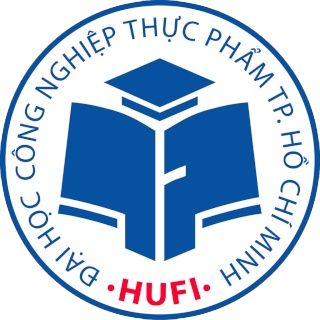 ĐẠI HỌC CÔNG NGHIỆP THỰC PHẨM TP. HỒ CHÍ MINH
·HUFI·